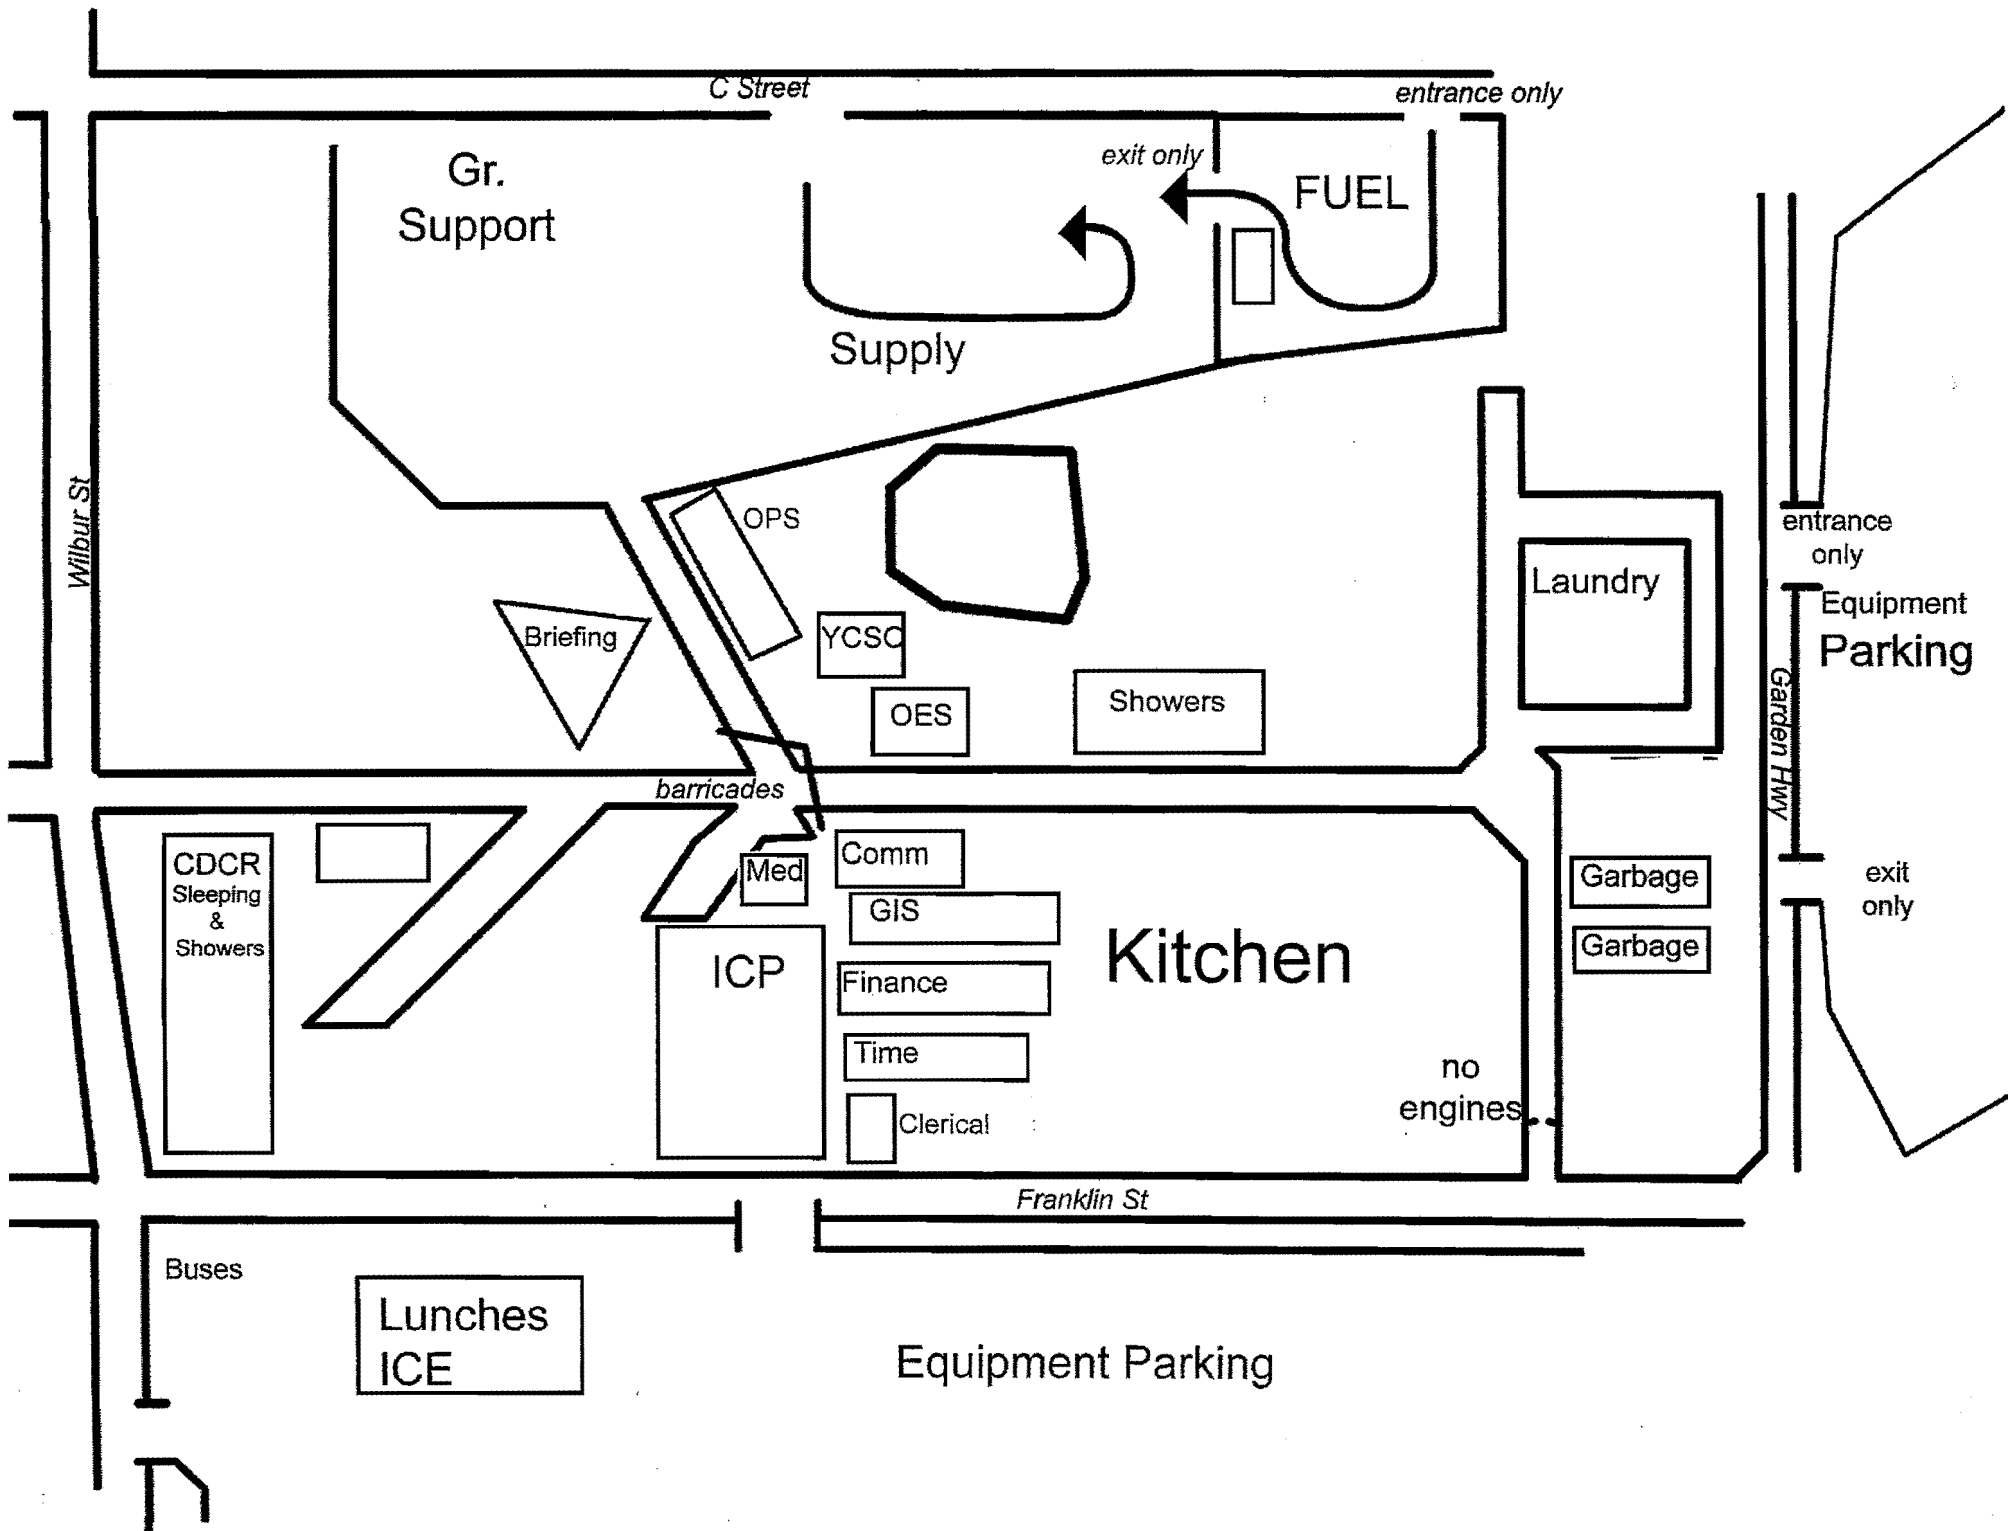 C Street
entrance only
exit only
Gr.
Support
FUEL
Supply
Wilbur St
OPS
entrance
only
Laundry
Equipment
Parking
Briefing
YCSO
OES
Showers
Garden Hwy
barricades
CDCR
Sleeping
&
Showers
Med
Comm
GIS
Garbage
exit
only
Garbage
Kitchen
ICP
Finance
Time
no
engines
Clerical
Franklin St
Buses
Lunches
ICE
Equipment Parking